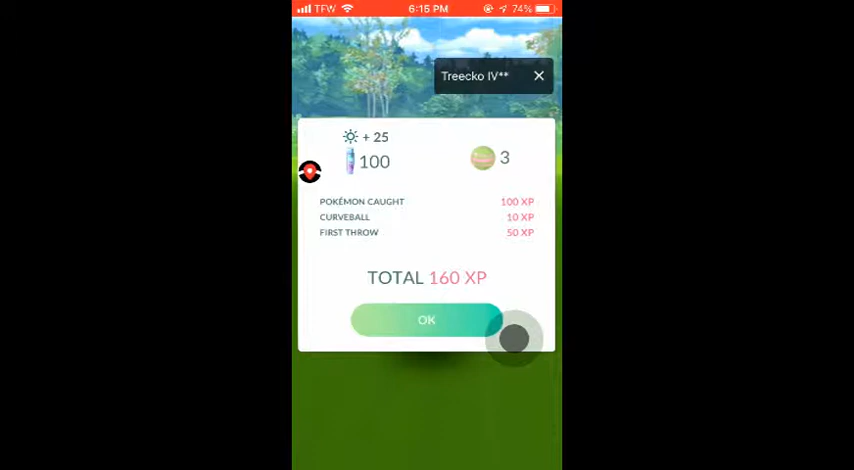 TFW 6:15 PM 74%
Treecko IV** ×
+ 25
100 3
POKÉMON CAUGHT 100 XP
CURVEBALL 10 XP
FIRST THROW 50 XP
TOTAL 160 XP
OK